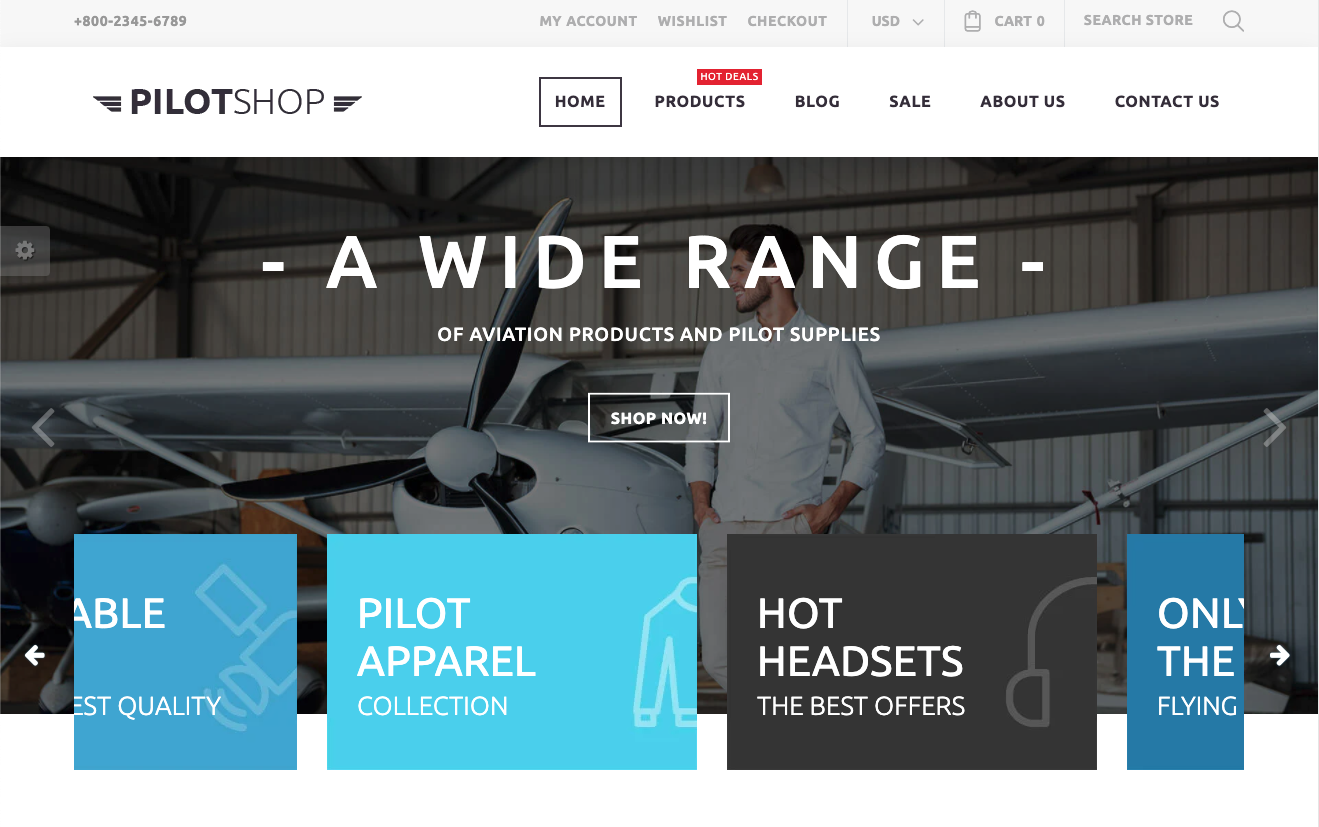 +800-2345-6789
MY ACCOUNT
WISHLIST
CHECKOUT
USD
CART 0
SEARCH STORE
PILOTSHOP
HOME
HOT DEALS
PRODUCTS
BLOG
SALE
ABOUT US
CONTACT US
- A WIDE RANGE -
OF AVIATION PRODUCTS AND PILOT SUPPLIES
SHOP NOW!
ABLE
EST QUALITY
PILOT
APPAREL
COLLECTION
HOT
HEADSETS
THE BEST OFFERS
ONLY
THE
FLYING